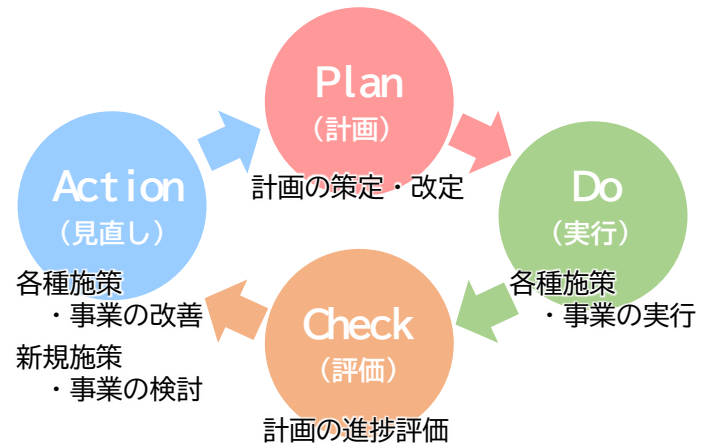 Plan
（計画）
計画の策定・改定
Do
（実行）
各種施策
・事業の実行
Check
（評価）
計画の進捗評価
Action
（見直し）
各種施策
・事業の改善
新規施策
・事業の検討